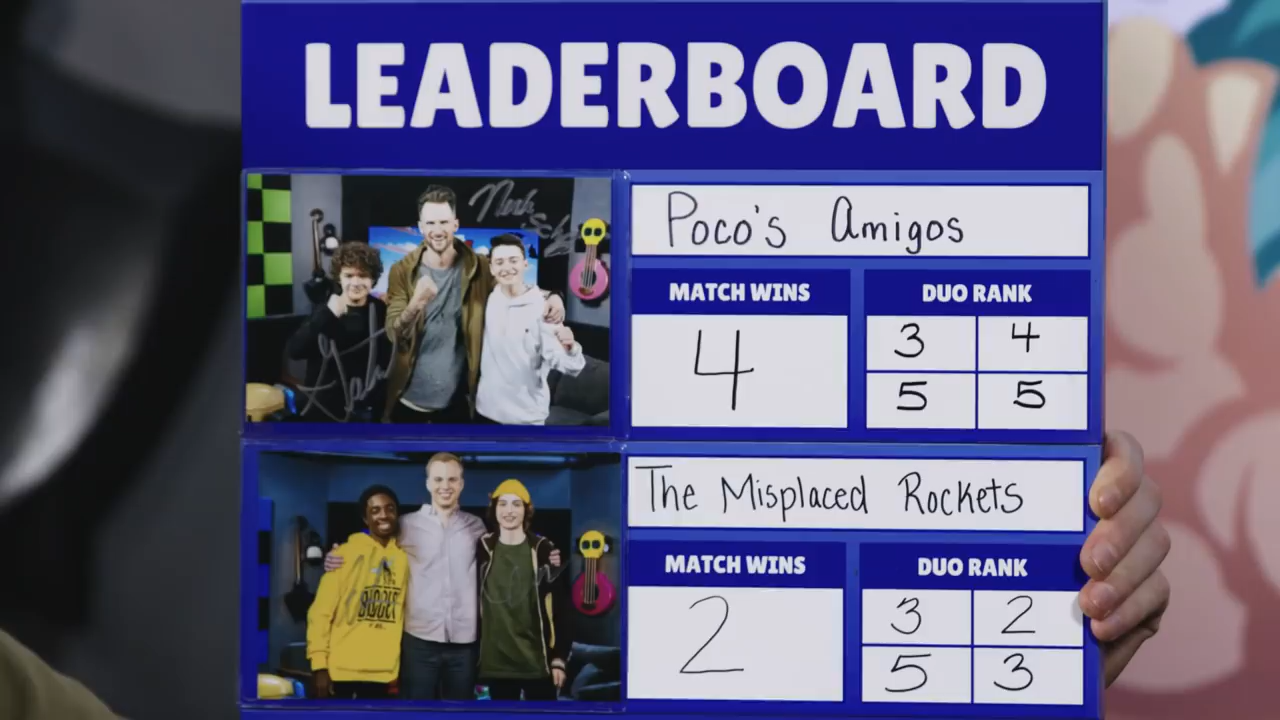 LEADERBOARD
Poco's Amigos
MATCH WINS
DUO RANK
4
3 4
5 5
The Misplaced Rockets
MATCH WINS
DUO RANK
2
3 2
5 3